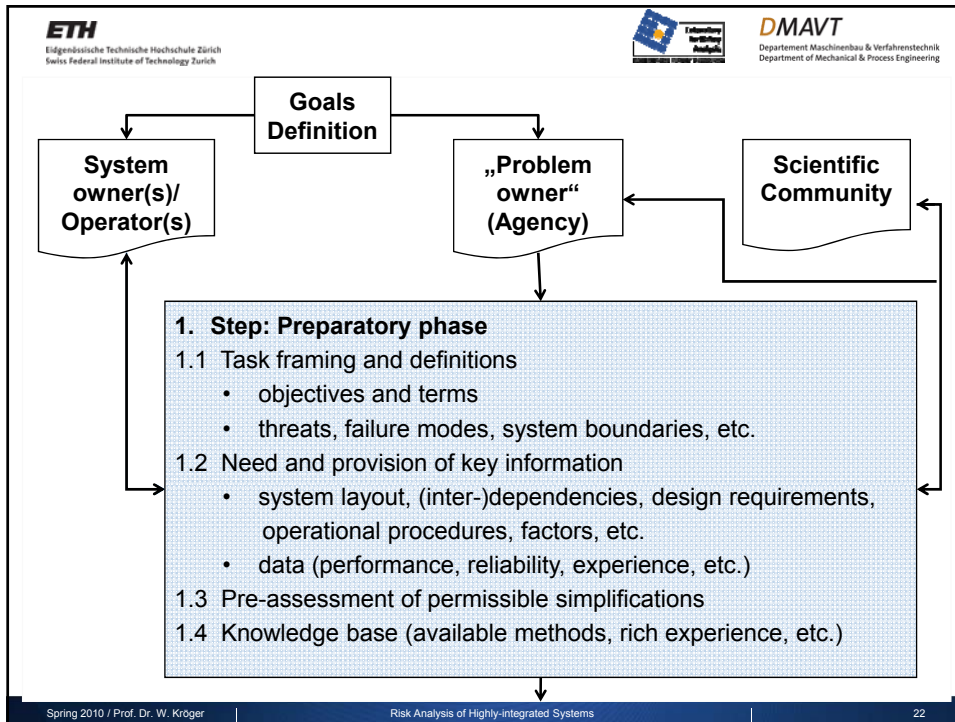 ETH
Eidgenössische Technische Hochschule Zürich
Swiss Federal Institute of Technology Zurich
Laboratory
for Safety
Analysis
DMAVT
Departement Maschinenbau & Verfahrenstechnik
Department of Mechanical & Process Engineering
Goals
Definition
System
owner(s)/
Operator(s)
„Problem
owner“
(Agency)
Scientific
Community
1. Step: Preparatory phase
1.1 Task framing and definitions
• objectives and terms
• threats, failure modes, system boundaries, etc.
1.2 Need and provision of key information
• system layout, (inter-)dependencies, design requirements,
operational procedures, factors, etc.
• data (performance, reliability, experience, etc.)
1.3 Pre-assessment of permissible simplifications
1.4 Knowledge base (available methods, rich experience, etc.)
Spring 2010 / Prof. Dr. W. Kröger
Risk Analysis of Highly-integrated Systems
22